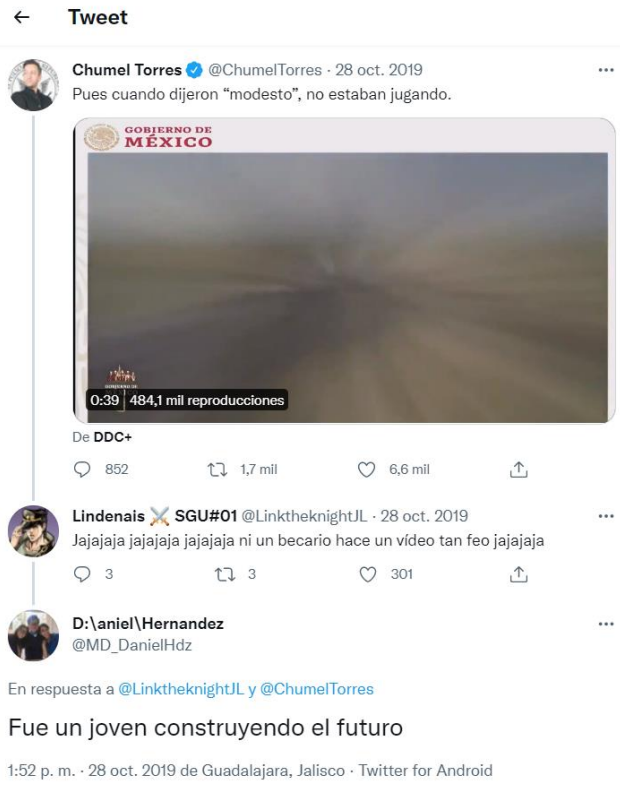 Tweet
Chumel Torres @ChumelTorres · 28 oct. 2019
Pues cuando dijeron “modesto”, no estaban jugando.
GOBIERNO DE
MÉXICO
0:39 484,1 mil reproducciones
De DDC+
852 1,7 mil 6,6 mil
Lindenais ⚔️ SGU#01 @LinktheknightJL · 28 oct. 2019
Jajajaja jajajaja jajajaja ni un becario hace un vídeo tan feo jajajaja
3 3 301
D:\aniel\Hernandez
@MD_DanielHdz
En respuesta a @LinktheknightJL y @ChumelTorres
Fue un joven construyendo el futuro
1:52 p. m. · 28 oct. 2019 de Guadalajara, Jalisco · Twitter for Android